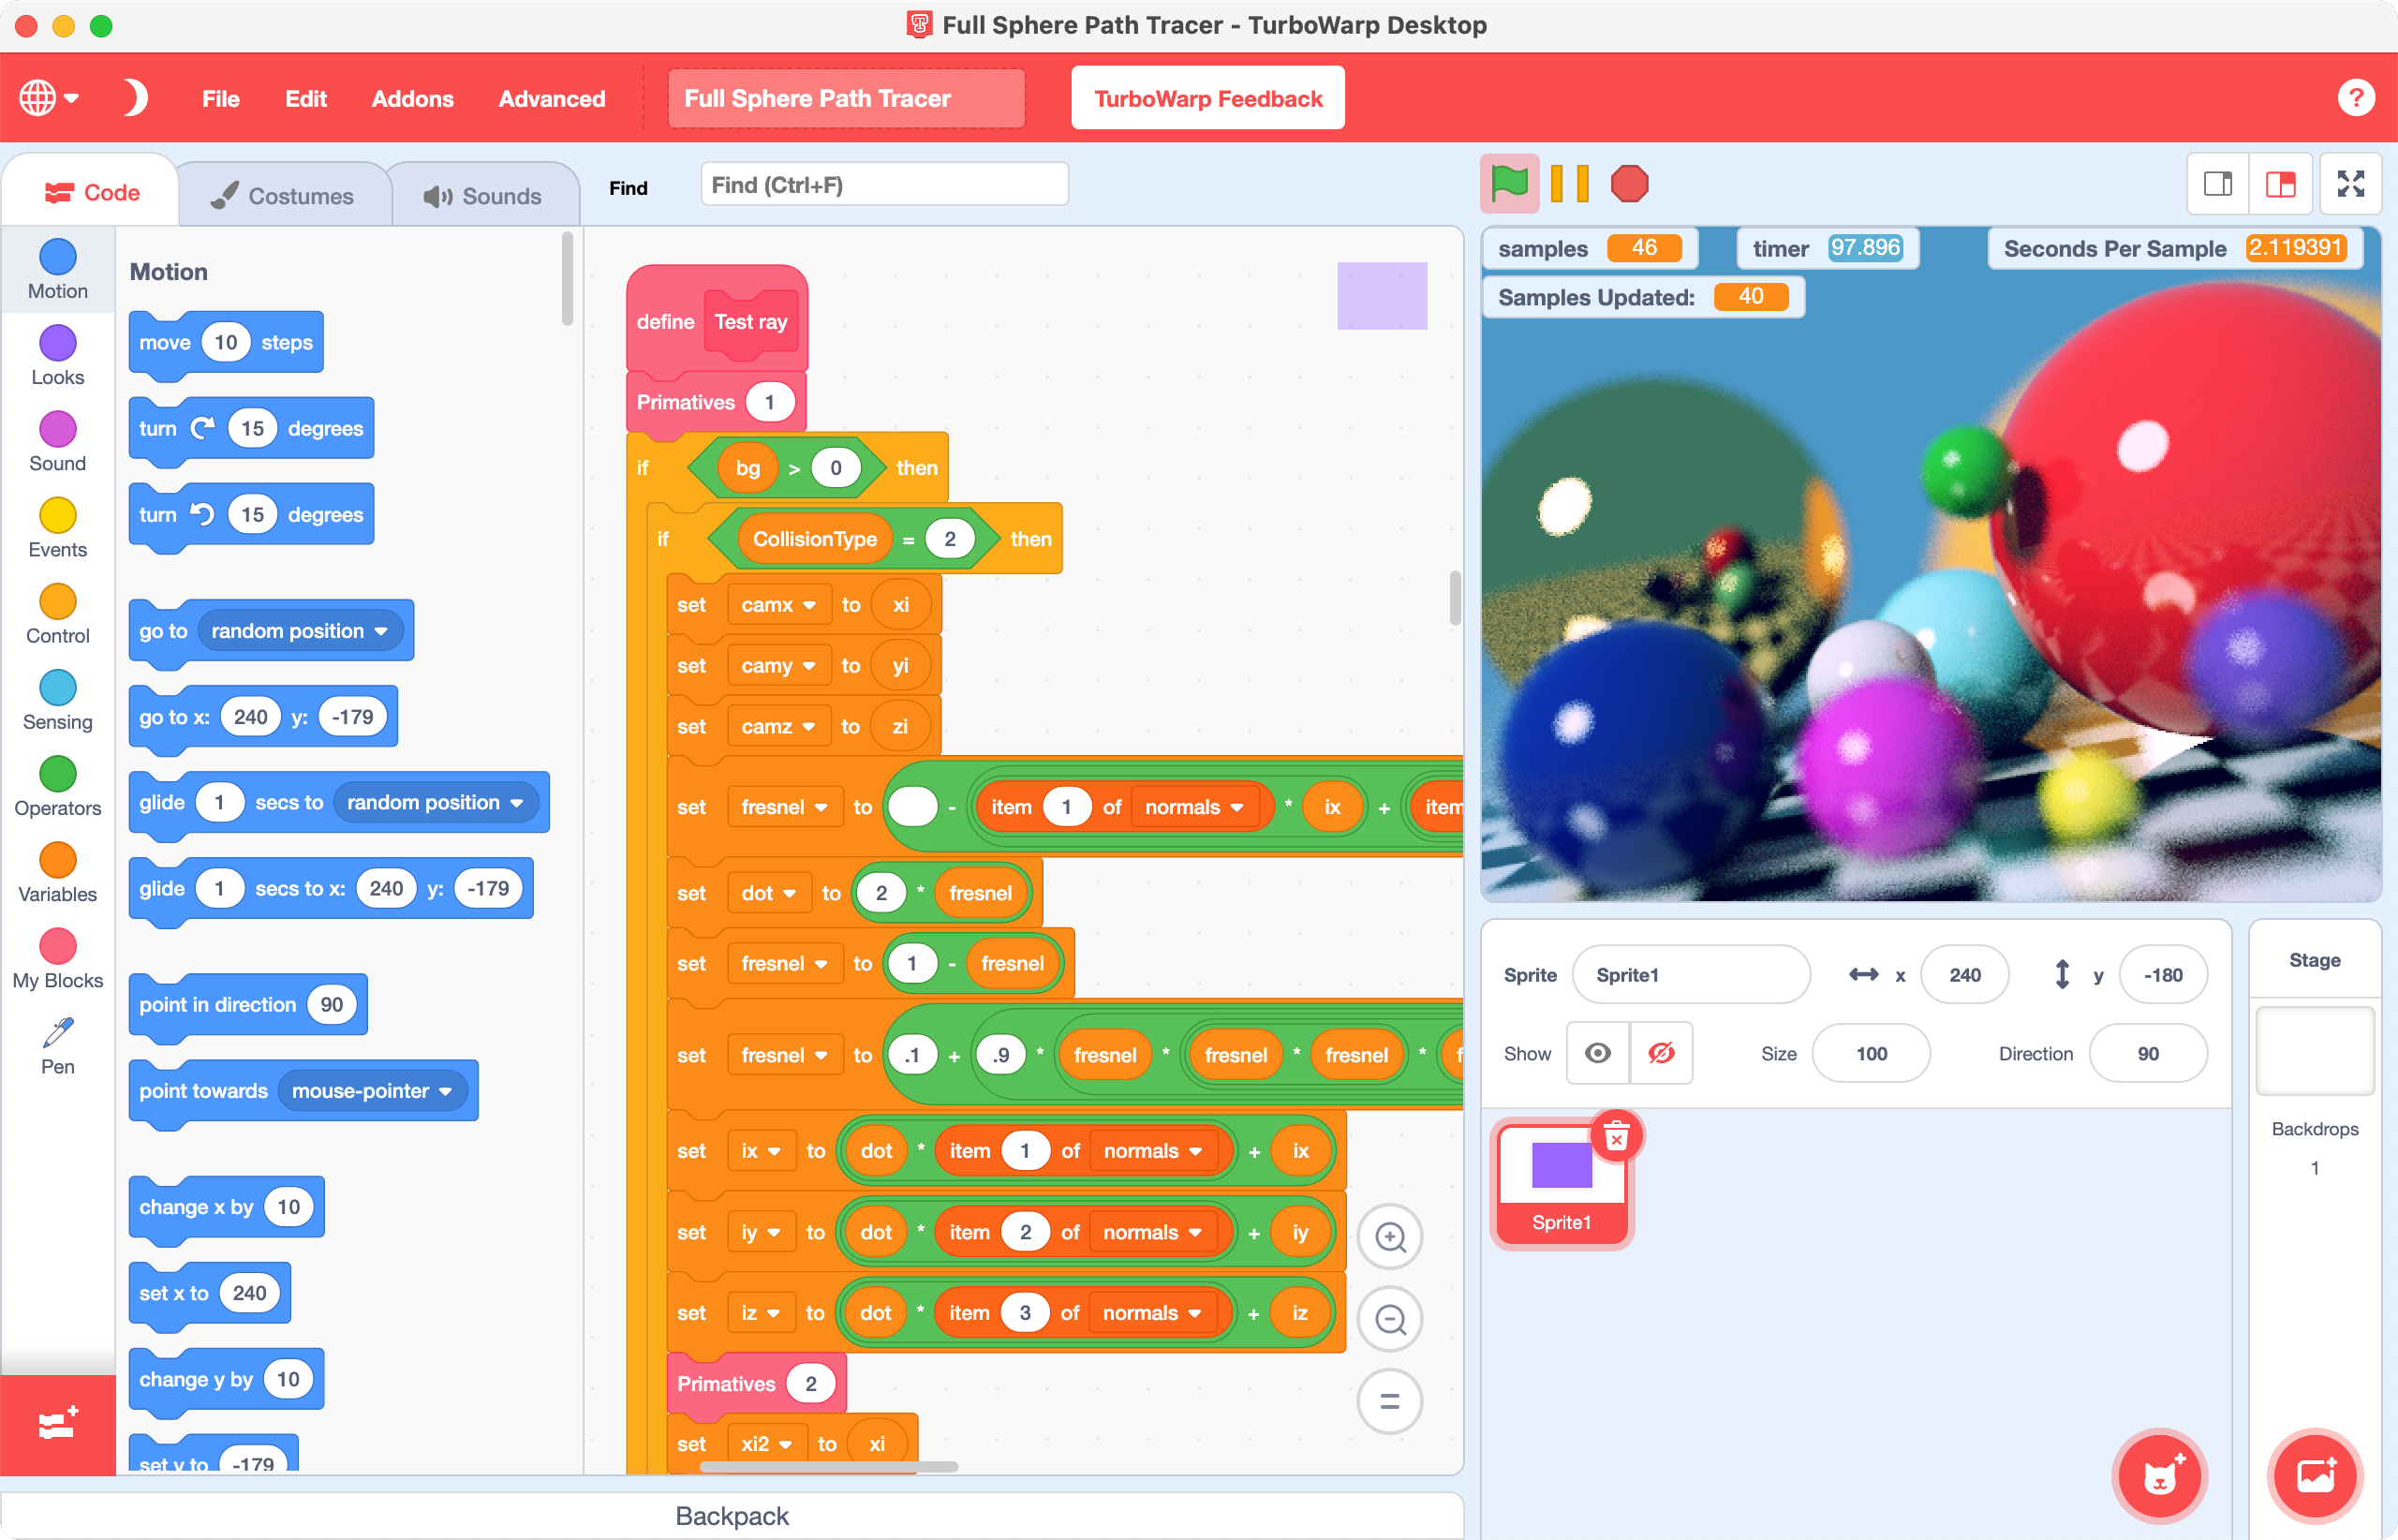 Full Sphere Path Tracer - TurboWarp Desktop
File Edit Addons Advanced Full Sphere Path Tracer TurboWarp Feedback ?
Code Costumes Sounds Find Find (Ctrl+F)
Motion
Looks
Sound
Events
Control
Sensing
Operators
Variables
My Blocks
Pen
Motion
move 10 steps
turn 15 degrees
turn 15 degrees
go to random position
go to x: 240 y: -179
glide 1 secs to random position
glide 1 secs to x: 240 y: -179
point in direction 90
point towards mouse-pointer
change x by 10
set x to 240
change y by 10
set y to -179
define Test ray
Primatives 1
if bg > 0 then
if CollisionType = 2 then
set camx to xi
set camy to yi
set camz to zi
set fresnel to - item 1 of normals * ix + item
set dot to 2 * fresnel
set fresnel to 1 - fresnel
set fresnel to .1 + .9 * fresnel * fresnel * fresnel * f
set ix to dot * item 1 of normals + ix
set iy to dot * item 2 of normals + iy
set iz to dot * item 3 of normals + iz
Primatives 2
set xi2 to xi
Backpack
samples 46
timer 97.896
Seconds Per Sample 2.119391
Samples Updated: 40
Sprite Sprite1 x 240 y -180
Show Size 100 Direction 90
Sprite1
Stage
Backdrops
1